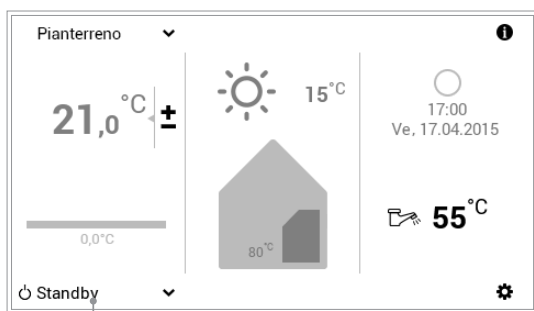 Pianterreno
21,0 °C ±
0,0°C
Standby
15°C
80°C
17:00
Ve, 17.04.2015
55°C